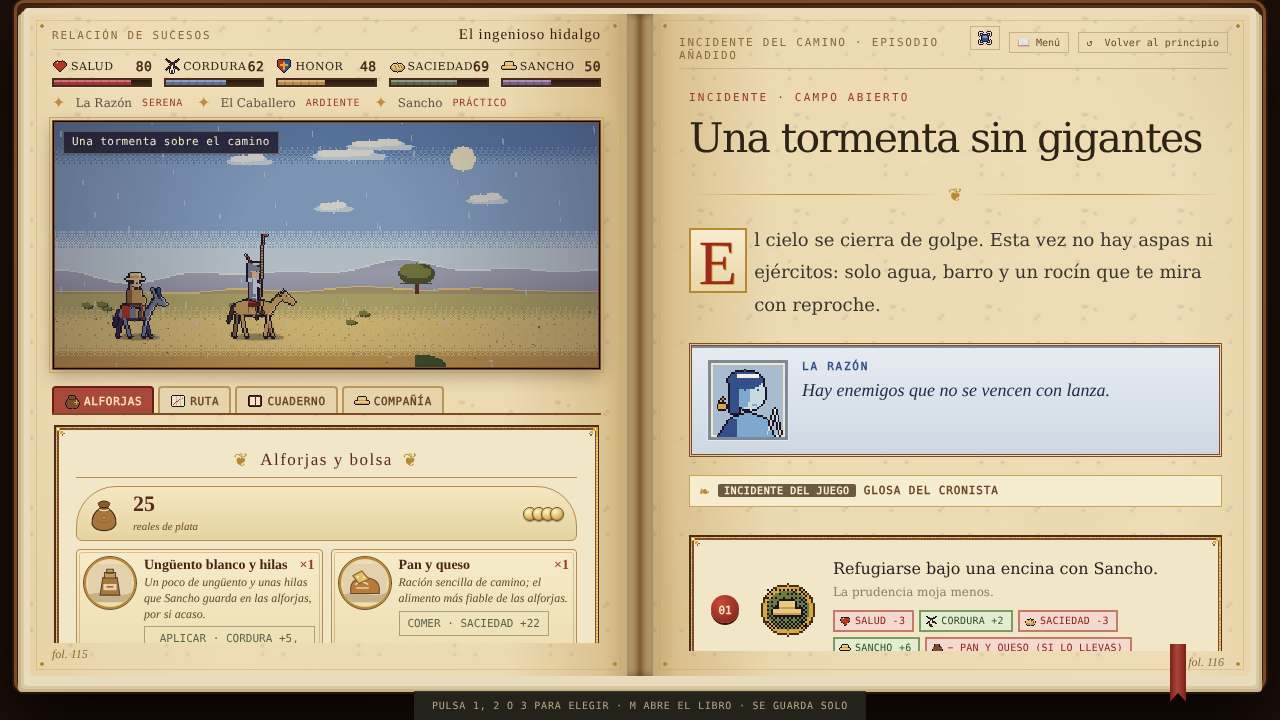 RELACIÓN DE SUCESOS
El ingenioso hidalgo
SALUD 80
CORDURA 62
HONOR 48
SACIEDAD 69
SANCHO 50
La Razón SERENA
El Caballero ARDIENTE
Sancho PRÁCTICO
Una tormenta sobre el camino
ALFORJAS
RUTA
CUADERNO
COMPAÑÍA
Alforjas y bolsa
25
reales de plata
Ungüento blanco y hilas ×1
Un poco de ungüento y unas hilas
que Sancho guarda en las alforjas,
por si acaso.
APLICAR · CORDURA +5,
Pan y queso ×1
Ración sencilla de camino; el
alimento más fiable de las alforjas.
COMER · SACIEDAD +22
fol. 115
INCIDENTE DEL CAMINO · EPISODIO
AÑADIDO
📖 Menú
↺ Volver al principio
INCIDENTE · CAMPO ABIERTO
Una tormenta sin gigantes
El cielo se cierra de golpe. Esta vez no hay aspas ni
ejércitos: solo agua, barro y un rocín que te mira
con reproche.
LA RAZÓN
Hay enemigos que no se vencen con lanza.
INCIDENTE DEL JUEGO GLOSA DEL CRONISTA
01
Refugiarse bajo una encina con Sancho.
La prudencia moja menos.
SALUD -3
CORDURA +2
SACIEDAD -3
SANCHO +6
− PAN Y QUESO (SI LO LLEVAS)
fol. 116
PULSA 1, 2 O 3 PARA ELEGIR · M ABRE EL LIBRO · SE GUARDA SOLO